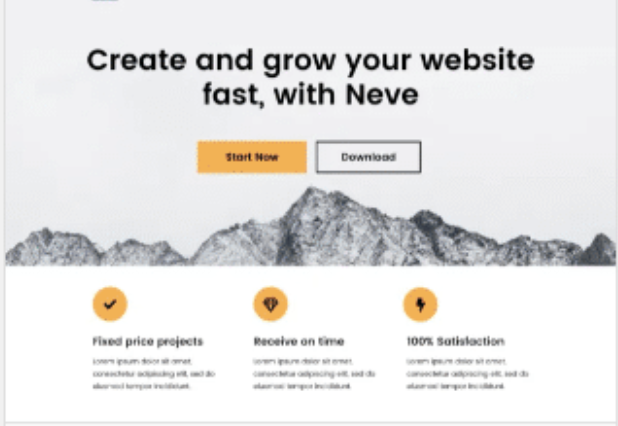 Create and grow your website
fast, with Neve
Start Now
Download
Fixed price projects
Receive on time
100% Satisfaction
Lorem ipsum dolor sit amet,
consectetur adipiscing elit, sed do
eiusmod tempor incididunt.
Lorem ipsum dolor sit amet,
consectetur adipiscing elit, sed do
eiusmod tempor incididunt.
Lorem ipsum dolor sit amet,
consectetur adipiscing elit, sed do
eiusmod tempor incididunt.